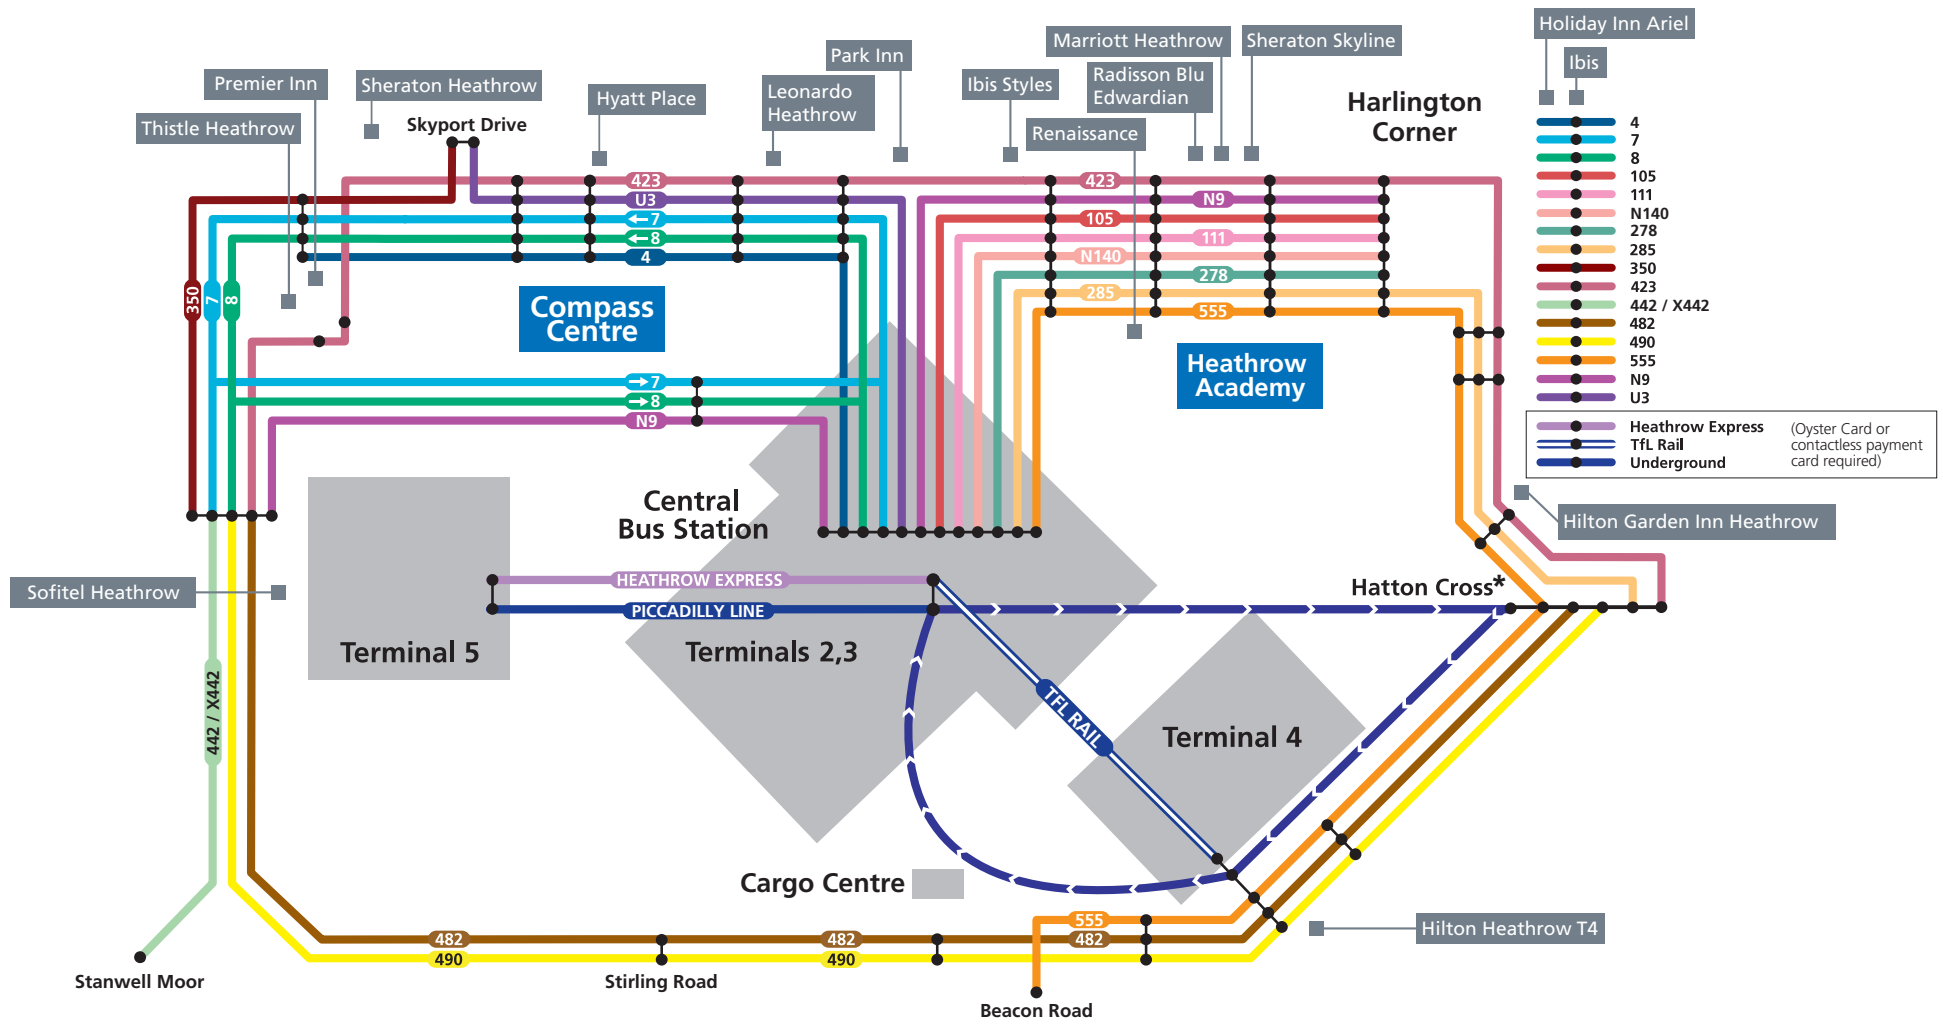 Holiday Inn Ariel
Ibis
Marriott Heathrow
Sheraton Skyline
Park Inn
Radisson Blu
Edwardian
Ibis Styles
Renaissance
Leonardo
Heathrow
Hyatt Place
Sheraton Heathrow
Premier Inn
Thistle Heathrow
Skyport Drive
Harlington
Corner
4
7
8
105
111
N140
278
285
350
423
442 / X442
482
490
555
N9
U3
Heathrow Express
TfL Rail
Underground
(Oyster Card or
contactless payment
card required)
423
U3
7
8
4
423
N9
105
111
N140
278
285
555
350
7
8
Compass
Centre
Heathrow
Academy
7
8
N9
Central
Bus Station
Hilton Garden Inn Heathrow
Sofitel Heathrow
HEATHROW EXPRESS
PICCADILLY LINE
Hatton Cross*
Terminal 5
Terminals 2,3
TFL RAIL
Terminal 4
442 / X442
Cargo Centre
555
482
482
482
490
490
Hilton Heathrow T4
Stanwell Moor
Stirling Road
Beacon Road